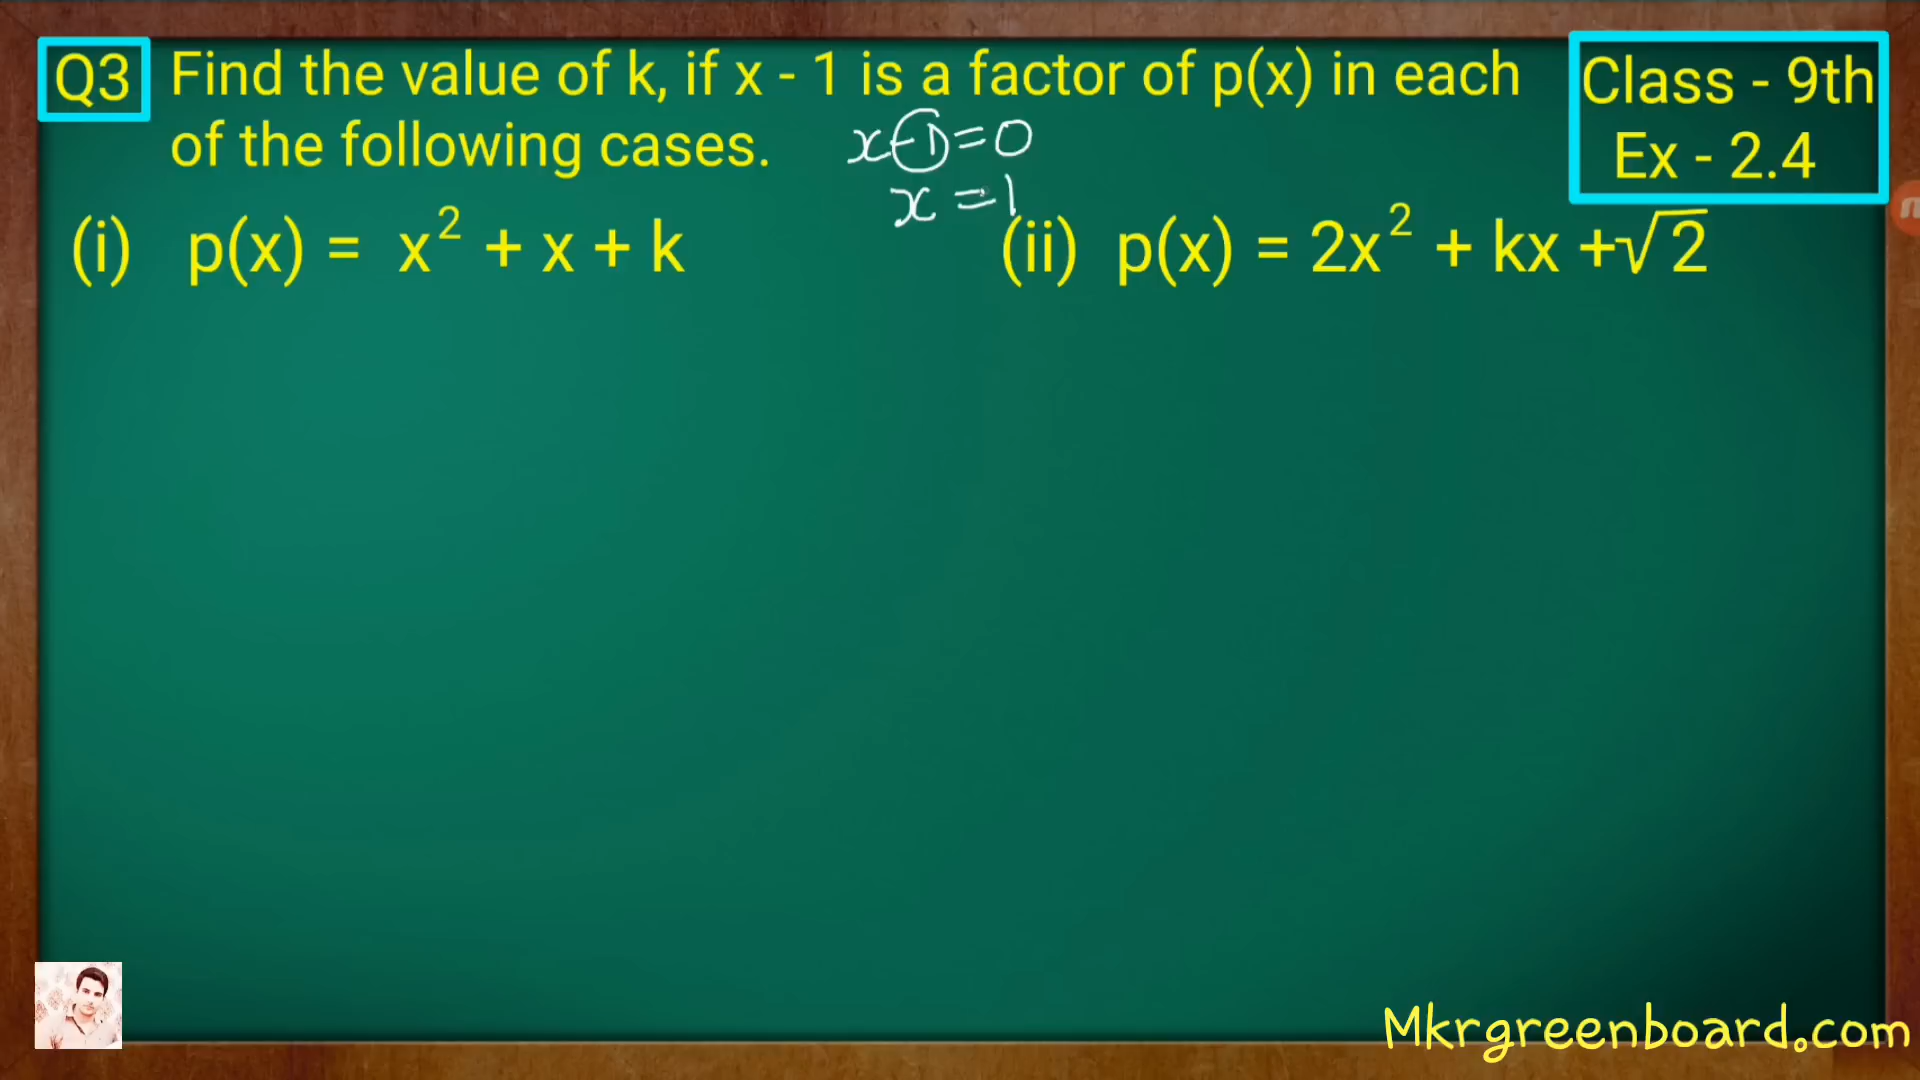 Q3 Find the value of k, if x - 1 is a factor of p(x) in each
of the following cases.
x - 1 = 0
x = 1
Class - 9th
Ex - 2.4
(i) p(x) = x² + x + k
(ii) p(x) = 2x² + kx + √2
Mkrgreenboard.com